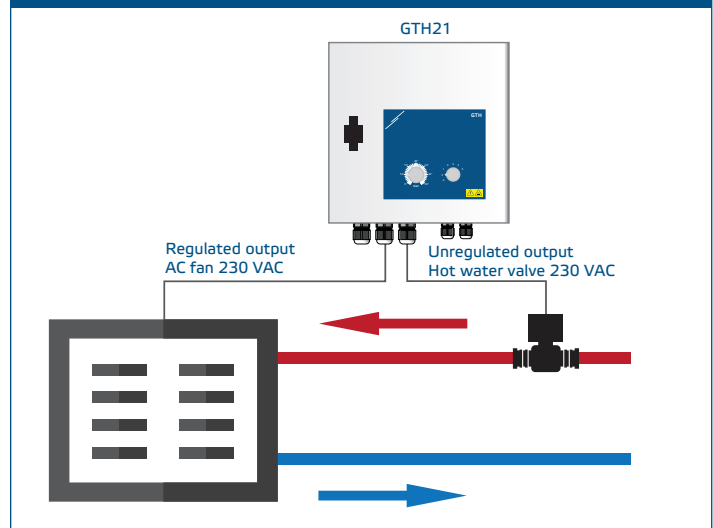 GTH21
GTH
Regulated output
AC fan 230 VAC
Unregulated output
Hot water valve 230 VAC